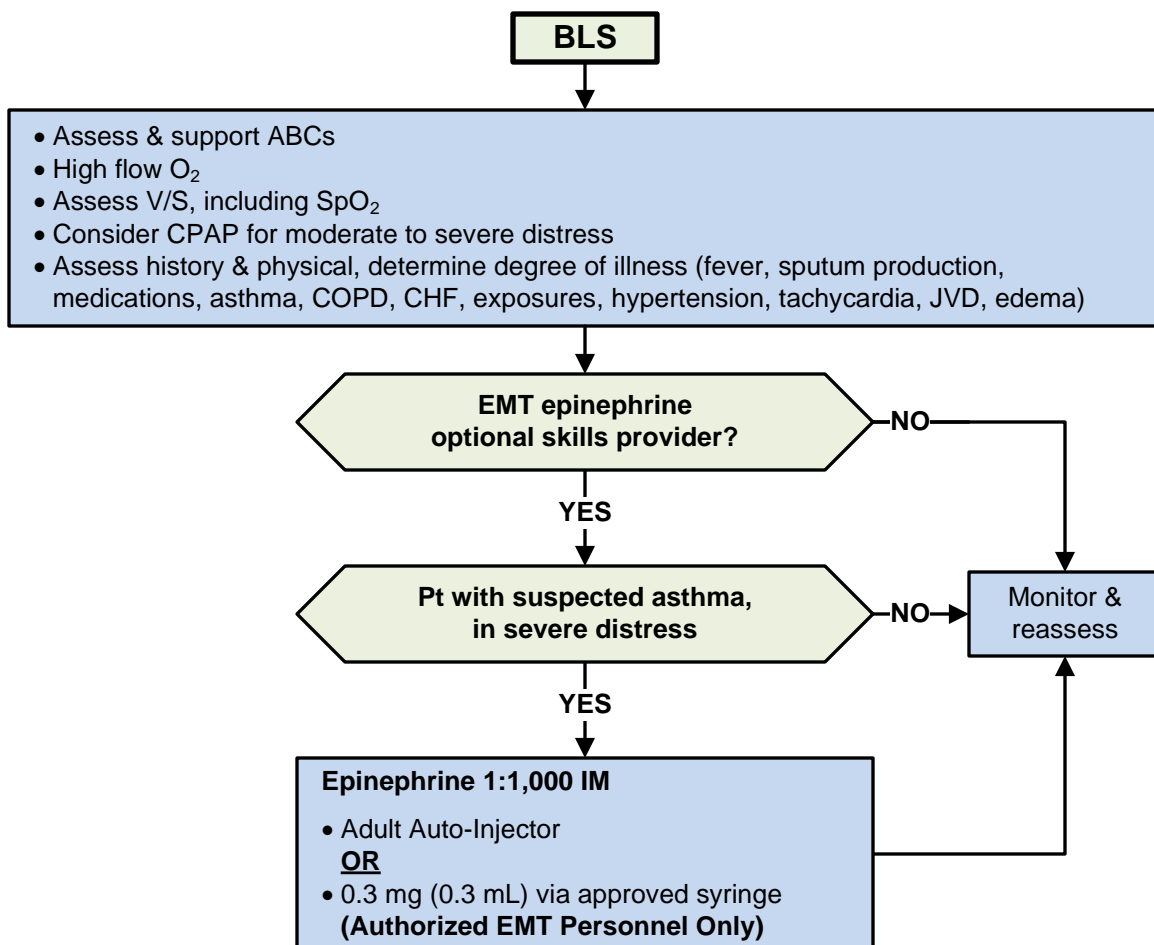 BLS
• Assess & support ABCs
• High flow O₂
• Assess V/S, including SpO₂
• Consider CPAP for moderate to severe distress
• Assess history & physical, determine degree of illness (fever, sputum production,
medications, asthma, COPD, CHF, exposures, hypertension, tachycardia, JVD, edema)
EMT epinephrine
optional skills provider?
NO
YES
Pt with suspected asthma,
in severe distress
NO
Monitor &
reassess
YES
Epinephrine 1:1,000 IM
• Adult Auto-Injector
OR
• 0.3 mg (0.3 mL) via approved syringe
(Authorized EMT Personnel Only)